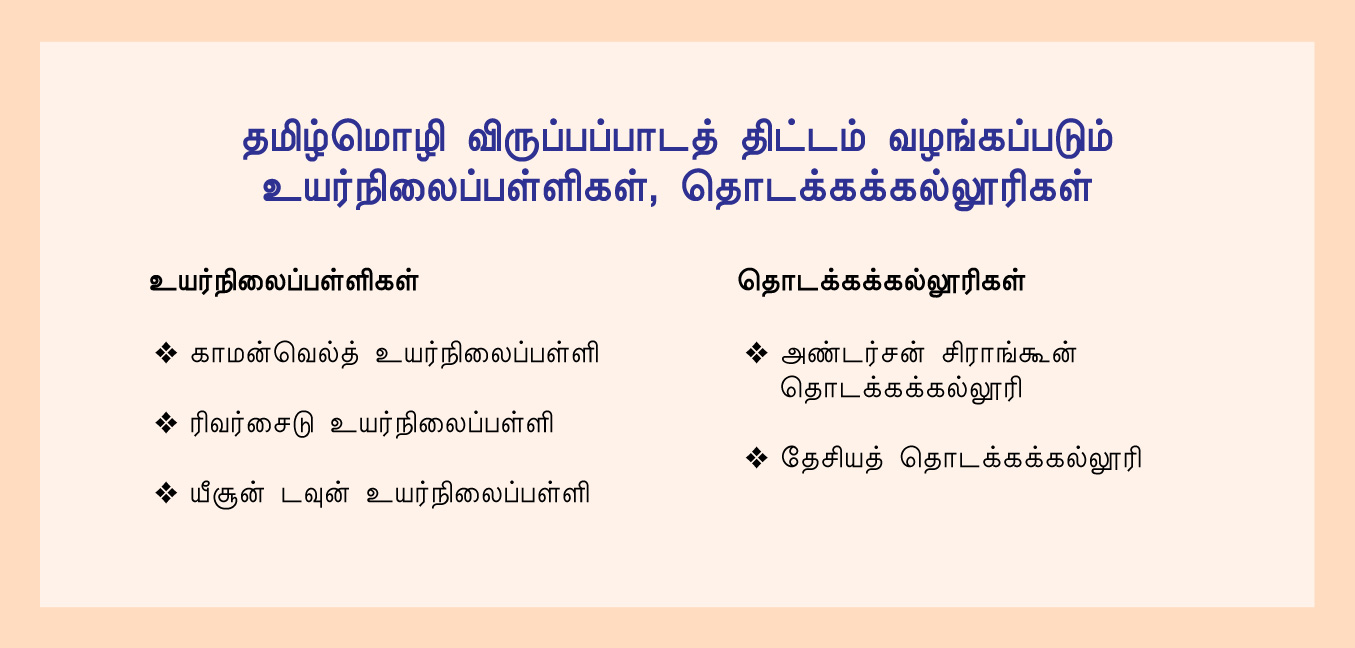 தமிழ்மொழி விருப்பப்பாடத் திட்டம் வழங்கப்படும்
உயர்நிலைப்பள்ளிகள், தொடக்கக்கல்லூரிகள்
உயர்நிலைப்பள்ளிகள்
❖ காமன்வெல்த் உயர்நிலைப்பள்ளி
❖ ரிவர்சைடு உயர்நிலைப்பள்ளி
❖ யீசூன் டவுன் உயர்நிலைப்பள்ளி
தொடக்கக்கல்லூரிகள்
❖ அண்டர்சன் சிராங்கூன்
தொடக்கக்கல்லூரி
❖ தேசியத் தொடக்கக்கல்லூரி